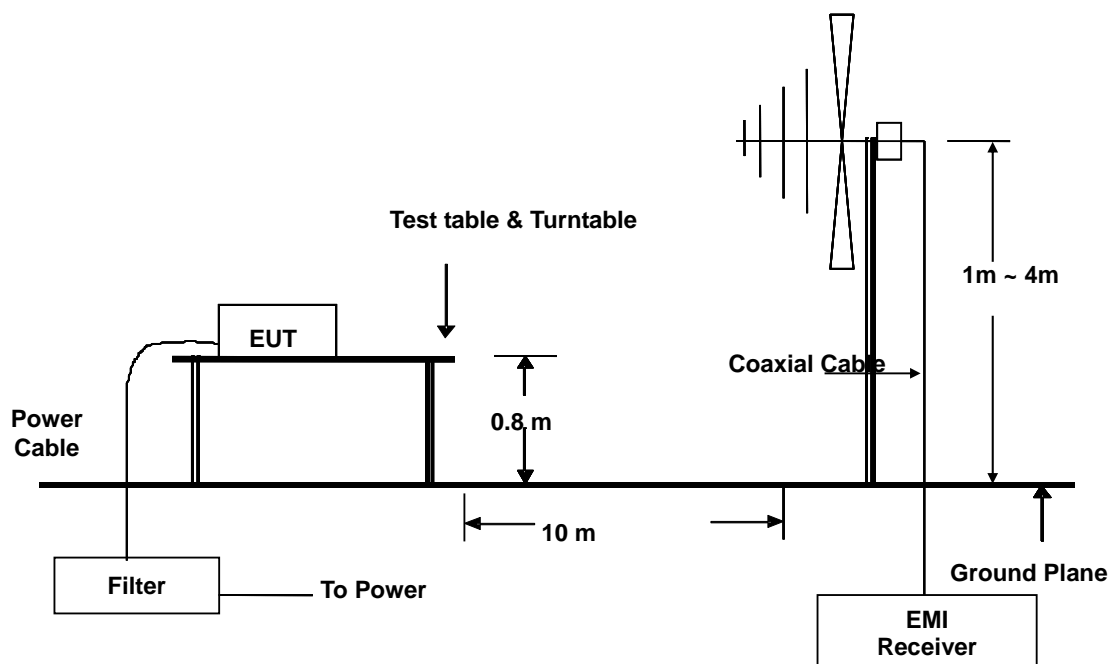 Test table & Turntable
1m ~ 4m
EUT
Coaxial Cable
0.8 m
Power
Cable
10 m
Filter
To Power
Ground Plane
EMI
Receiver